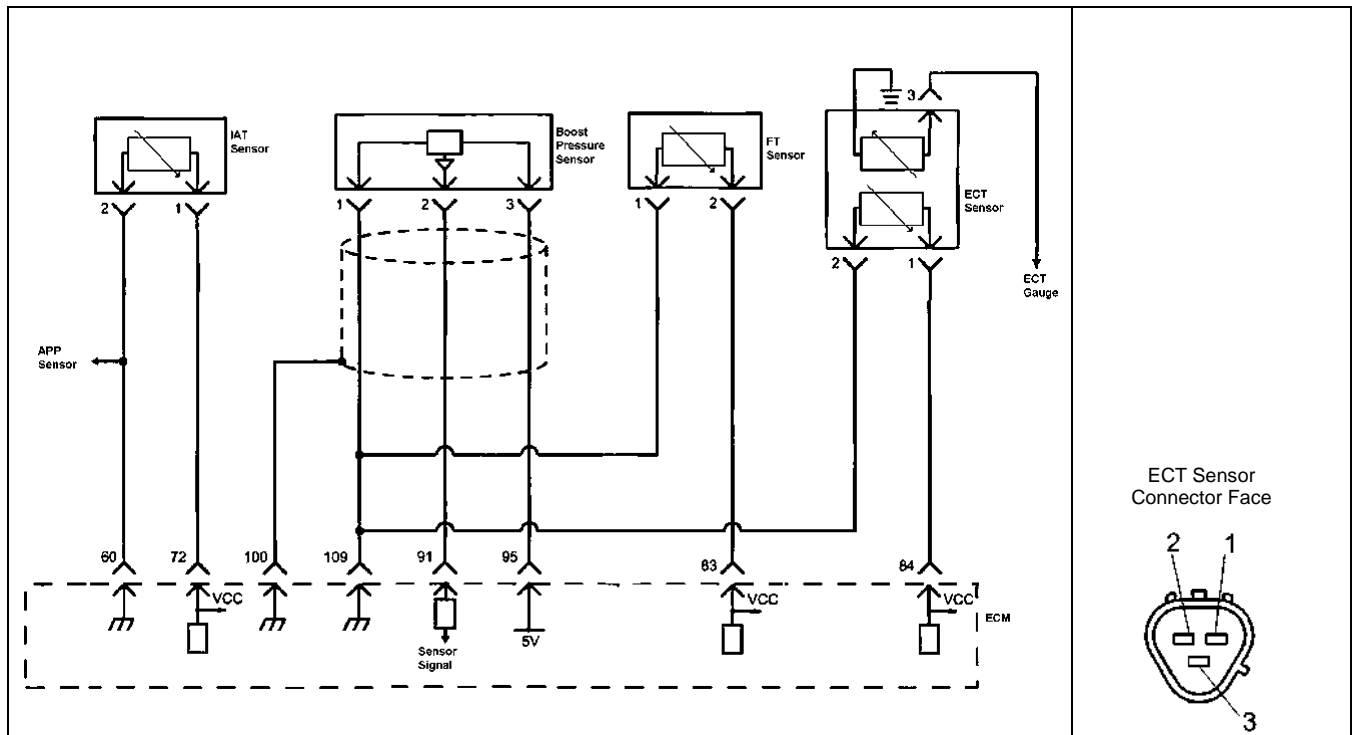 IAT
Sensor
Boost
Pressure
Sensor
FT
Sensor
3
ECT
Sensor
2 1
1 2 3
1 2
2 1
ECT
Gauge
APP
Sensor
60 72 100 109 91 95 83 84
VCC
VCC
VCC
ECM
5V
Sensor
Signal
ECT Sensor
Connector Face
2 1
3